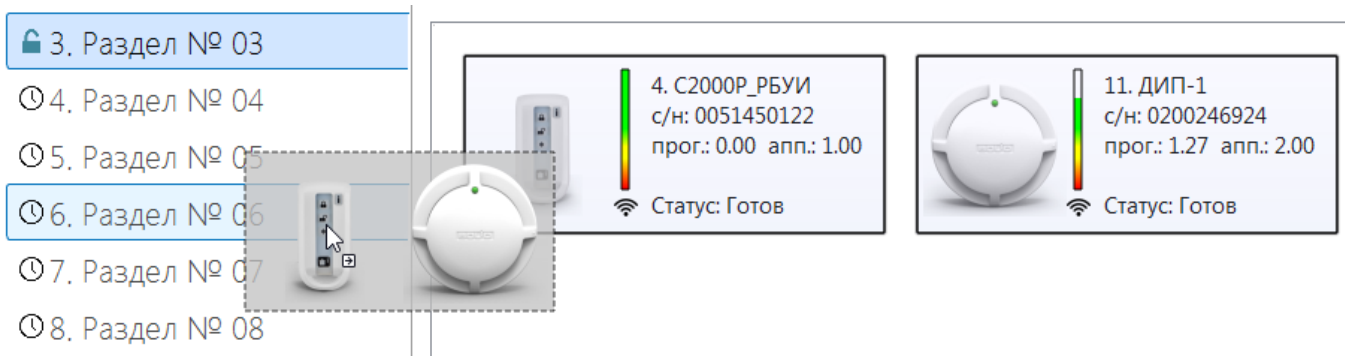 3. Раздел № 03
4. Раздел № 04
5. Раздел № 05
6. Раздел № 06
7. Раздел № 07
8. Раздел № 08
4. С2000Р_РБУИ
с/н: 0051450122
прог.: 0.00 апп.: 1.00
Статус: Готов
11. ДИП-1
с/н: 0200246924
прог.: 1.27 апп.: 2.00
Статус: Готов